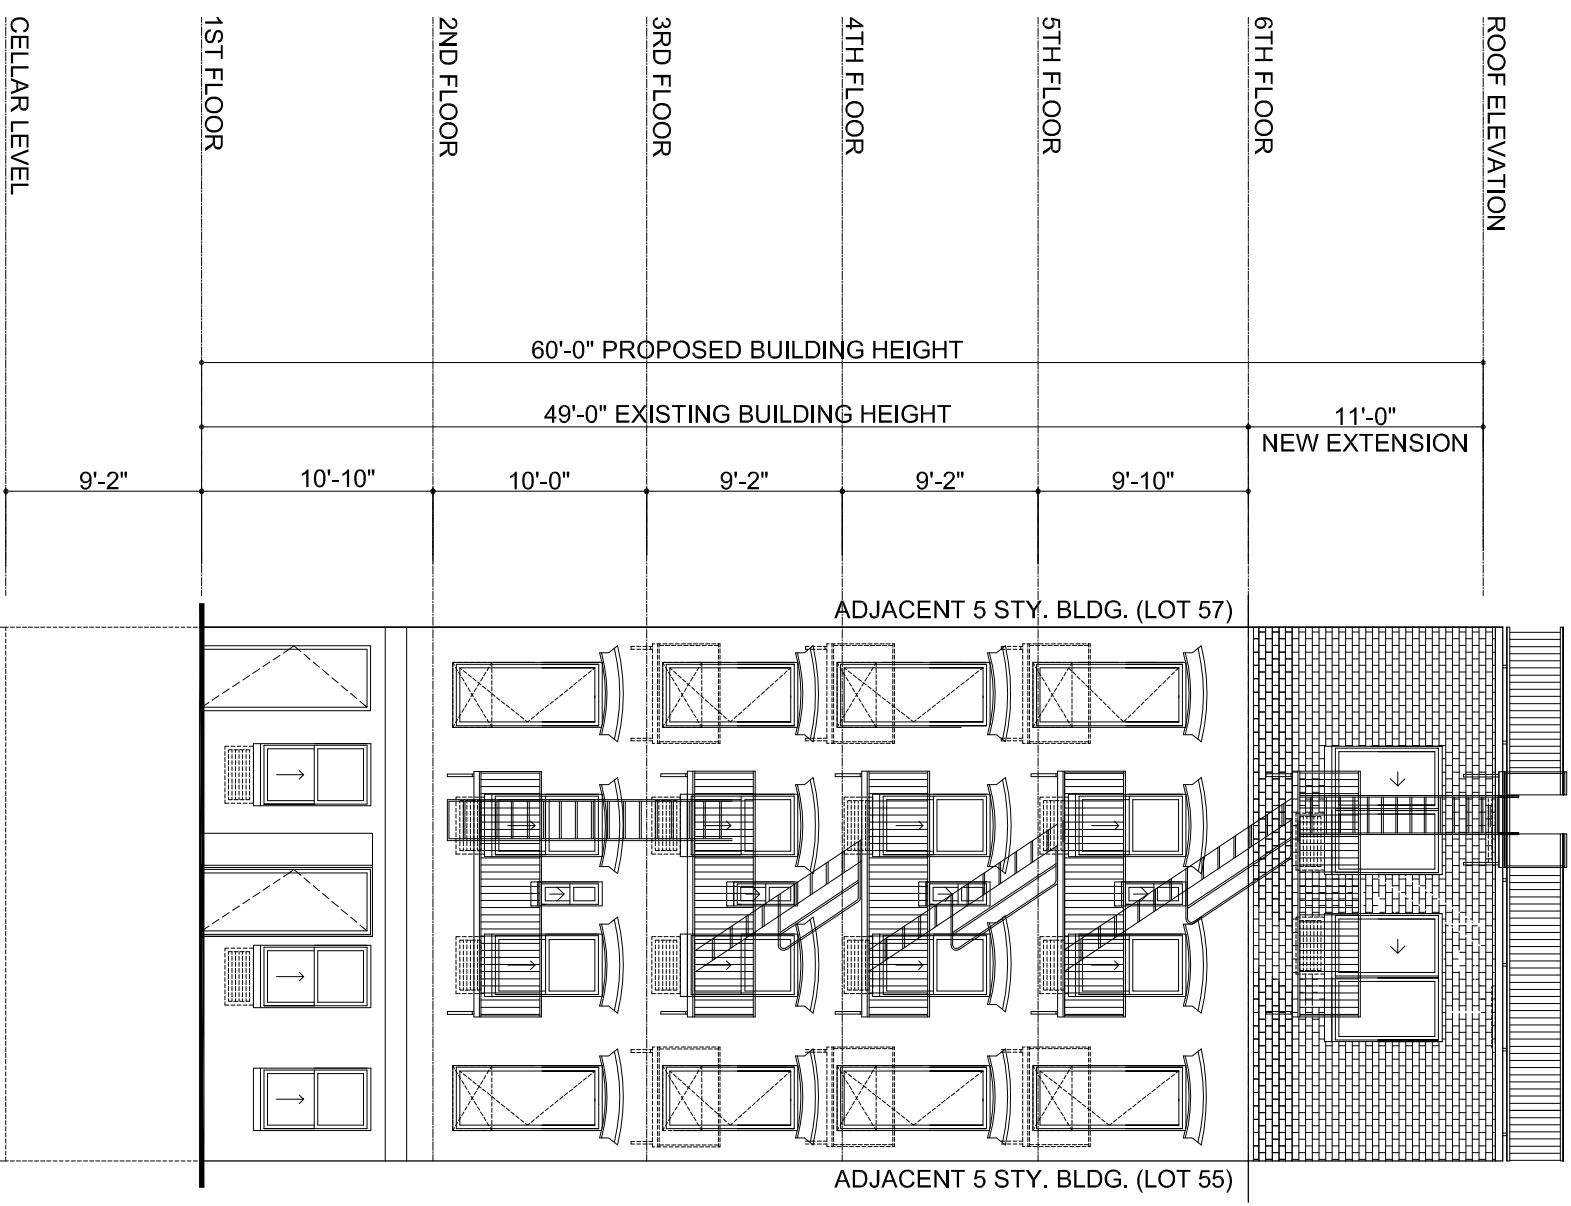 CELLAR LEVEL
1ST FLOOR
2ND FLOOR
3RD FLOOR
4TH FLOOR
5TH FLOOR
6TH FLOOR
ROOF ELEVATION
60'-0" PROPOSED BUILDING HEIGHT
49'-0" EXISTING BUILDING HEIGHT
11'-0"
NEW EXTENSION
9'-2"
10'-10"
10'-0"
9'-2"
9'-2"
9'-10"
ADJACENT 5 STY. BLDG. (LOT 57)
ADJACENT 5 STY. BLDG. (LOT 55)